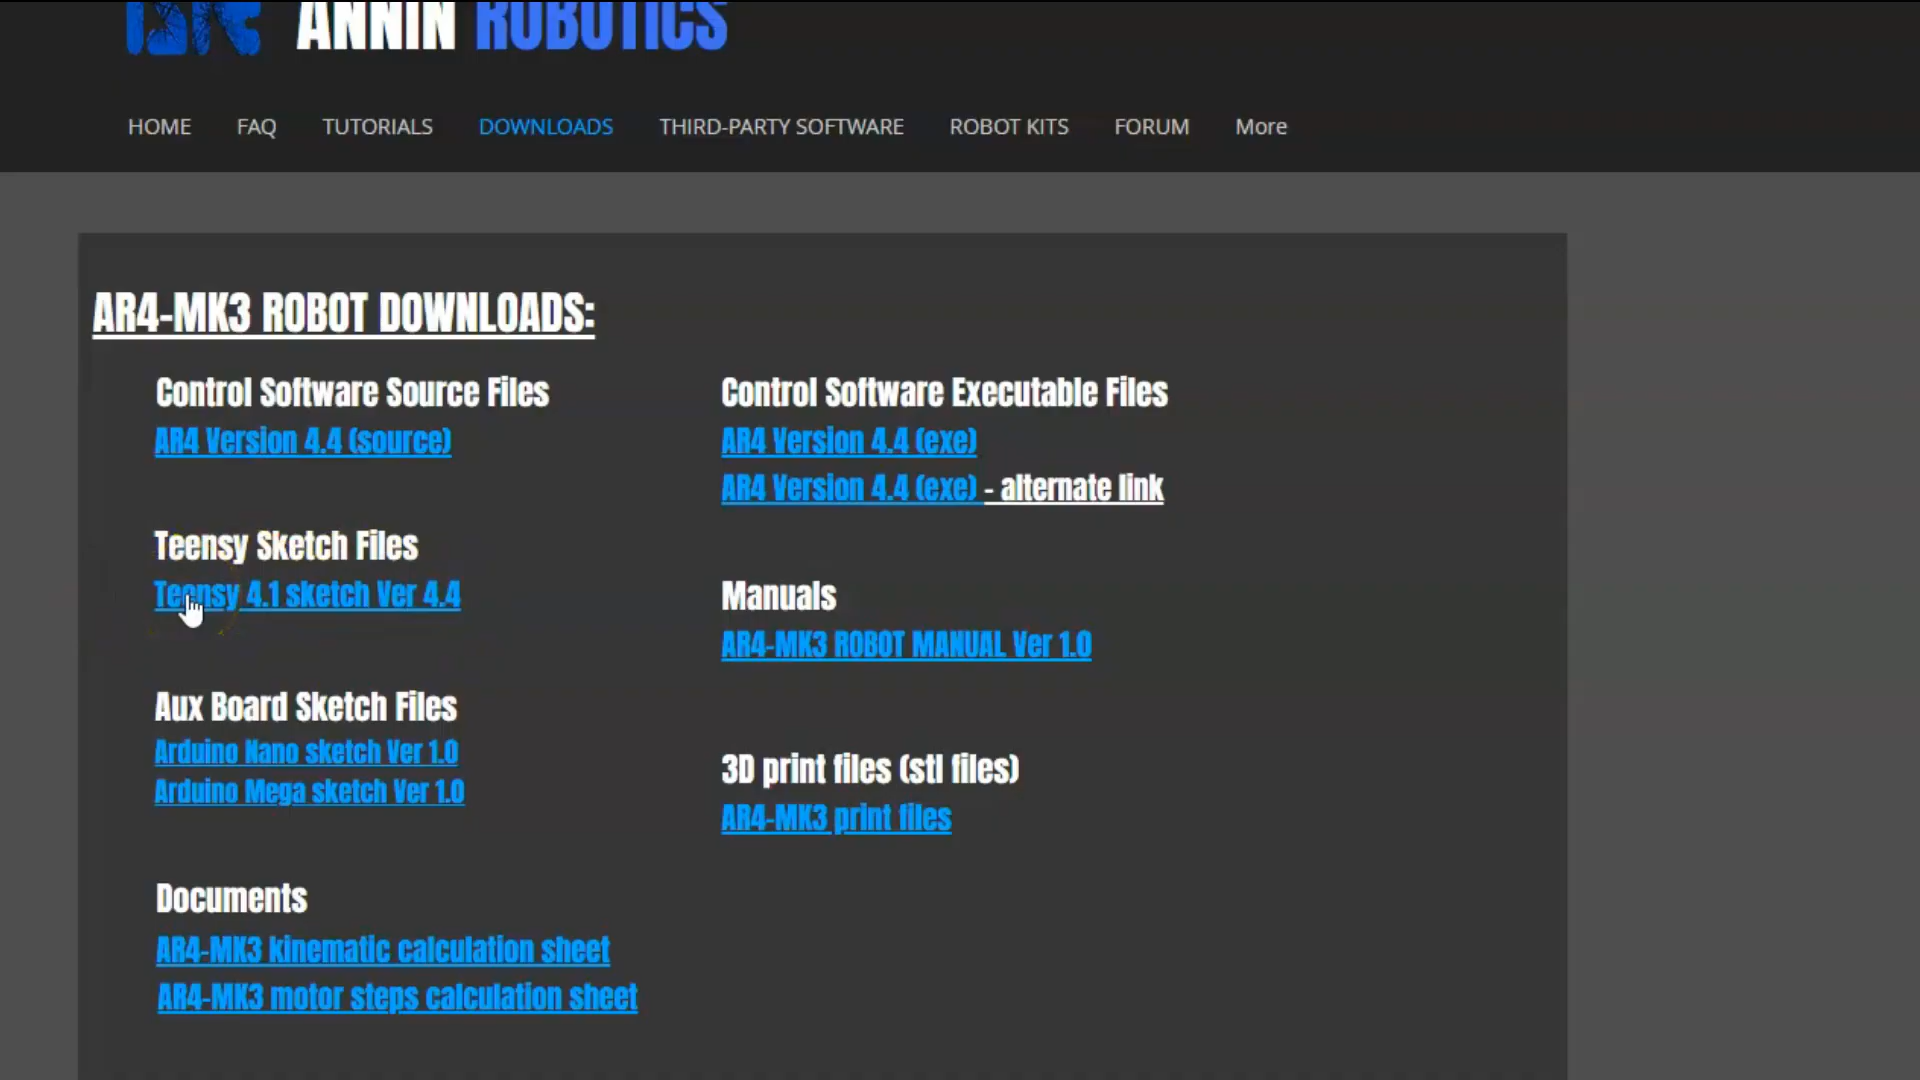 ANNIN ROBOTICS
HOME FAQ TUTORIALS DOWNLOADS THIRD-PARTY SOFTWARE ROBOT KITS FORUM More
AR4-MK3 ROBOT DOWNLOADS:
Control Software Source Files
AR4 Version 4.4 (source)
Control Software Executable Files
AR4 Version 4.4 (exe)
AR4 Version 4.4 (exe) - alternate link
Teensy Sketch Files
Teensy 4.1 sketch Ver 4.4
Manuals
AR4-MK3 ROBOT MANUAL Ver 1.0
Aux Board Sketch Files
Arduino Nano sketch Ver 1.0
Arduino Mega sketch Ver 1.0
3D print files (stl files)
AR4-MK3 print files
Documents
AR4-MK3 kinematic calculation sheet
AR4-MK3 motor steps calculation sheet